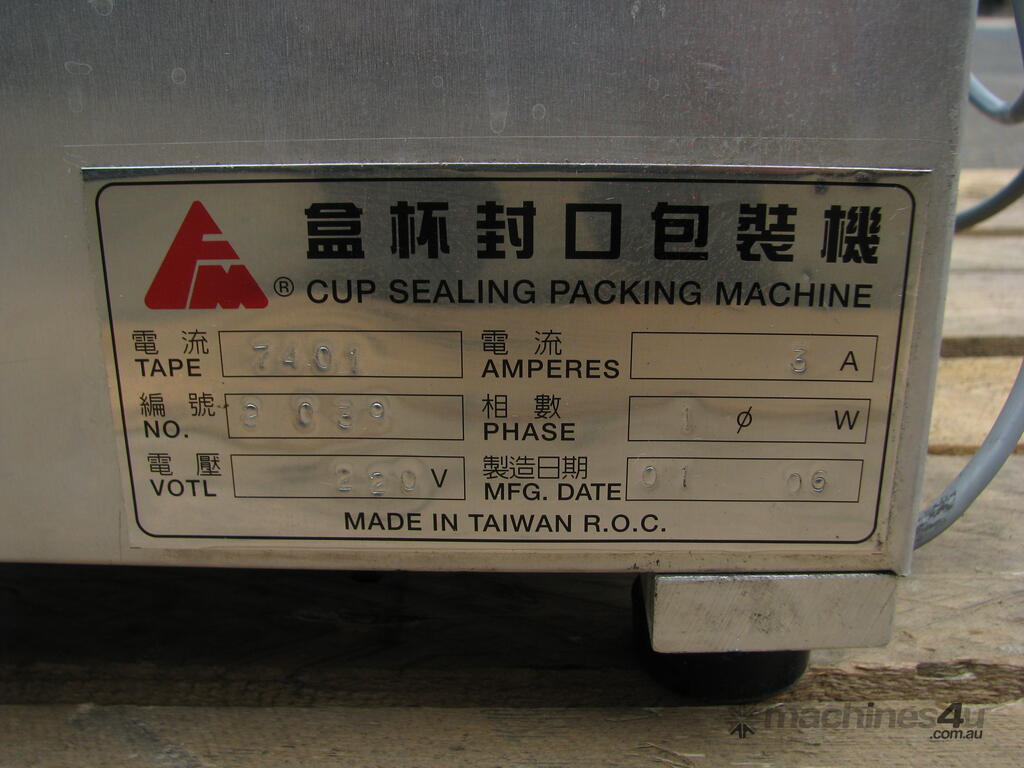 盒杯封口包裝機
FM ® CUP SEALING PACKING MACHINE
電流 TAPE 7401 電流 AMPERES 3 A
編號 NO. 9039 相數 PHASE 1 ø W
電壓 VOTL 220 V 製造日期 MFG. DATE 01 06
MADE IN TAIWAN R.O.C.
machines4u
.com.au